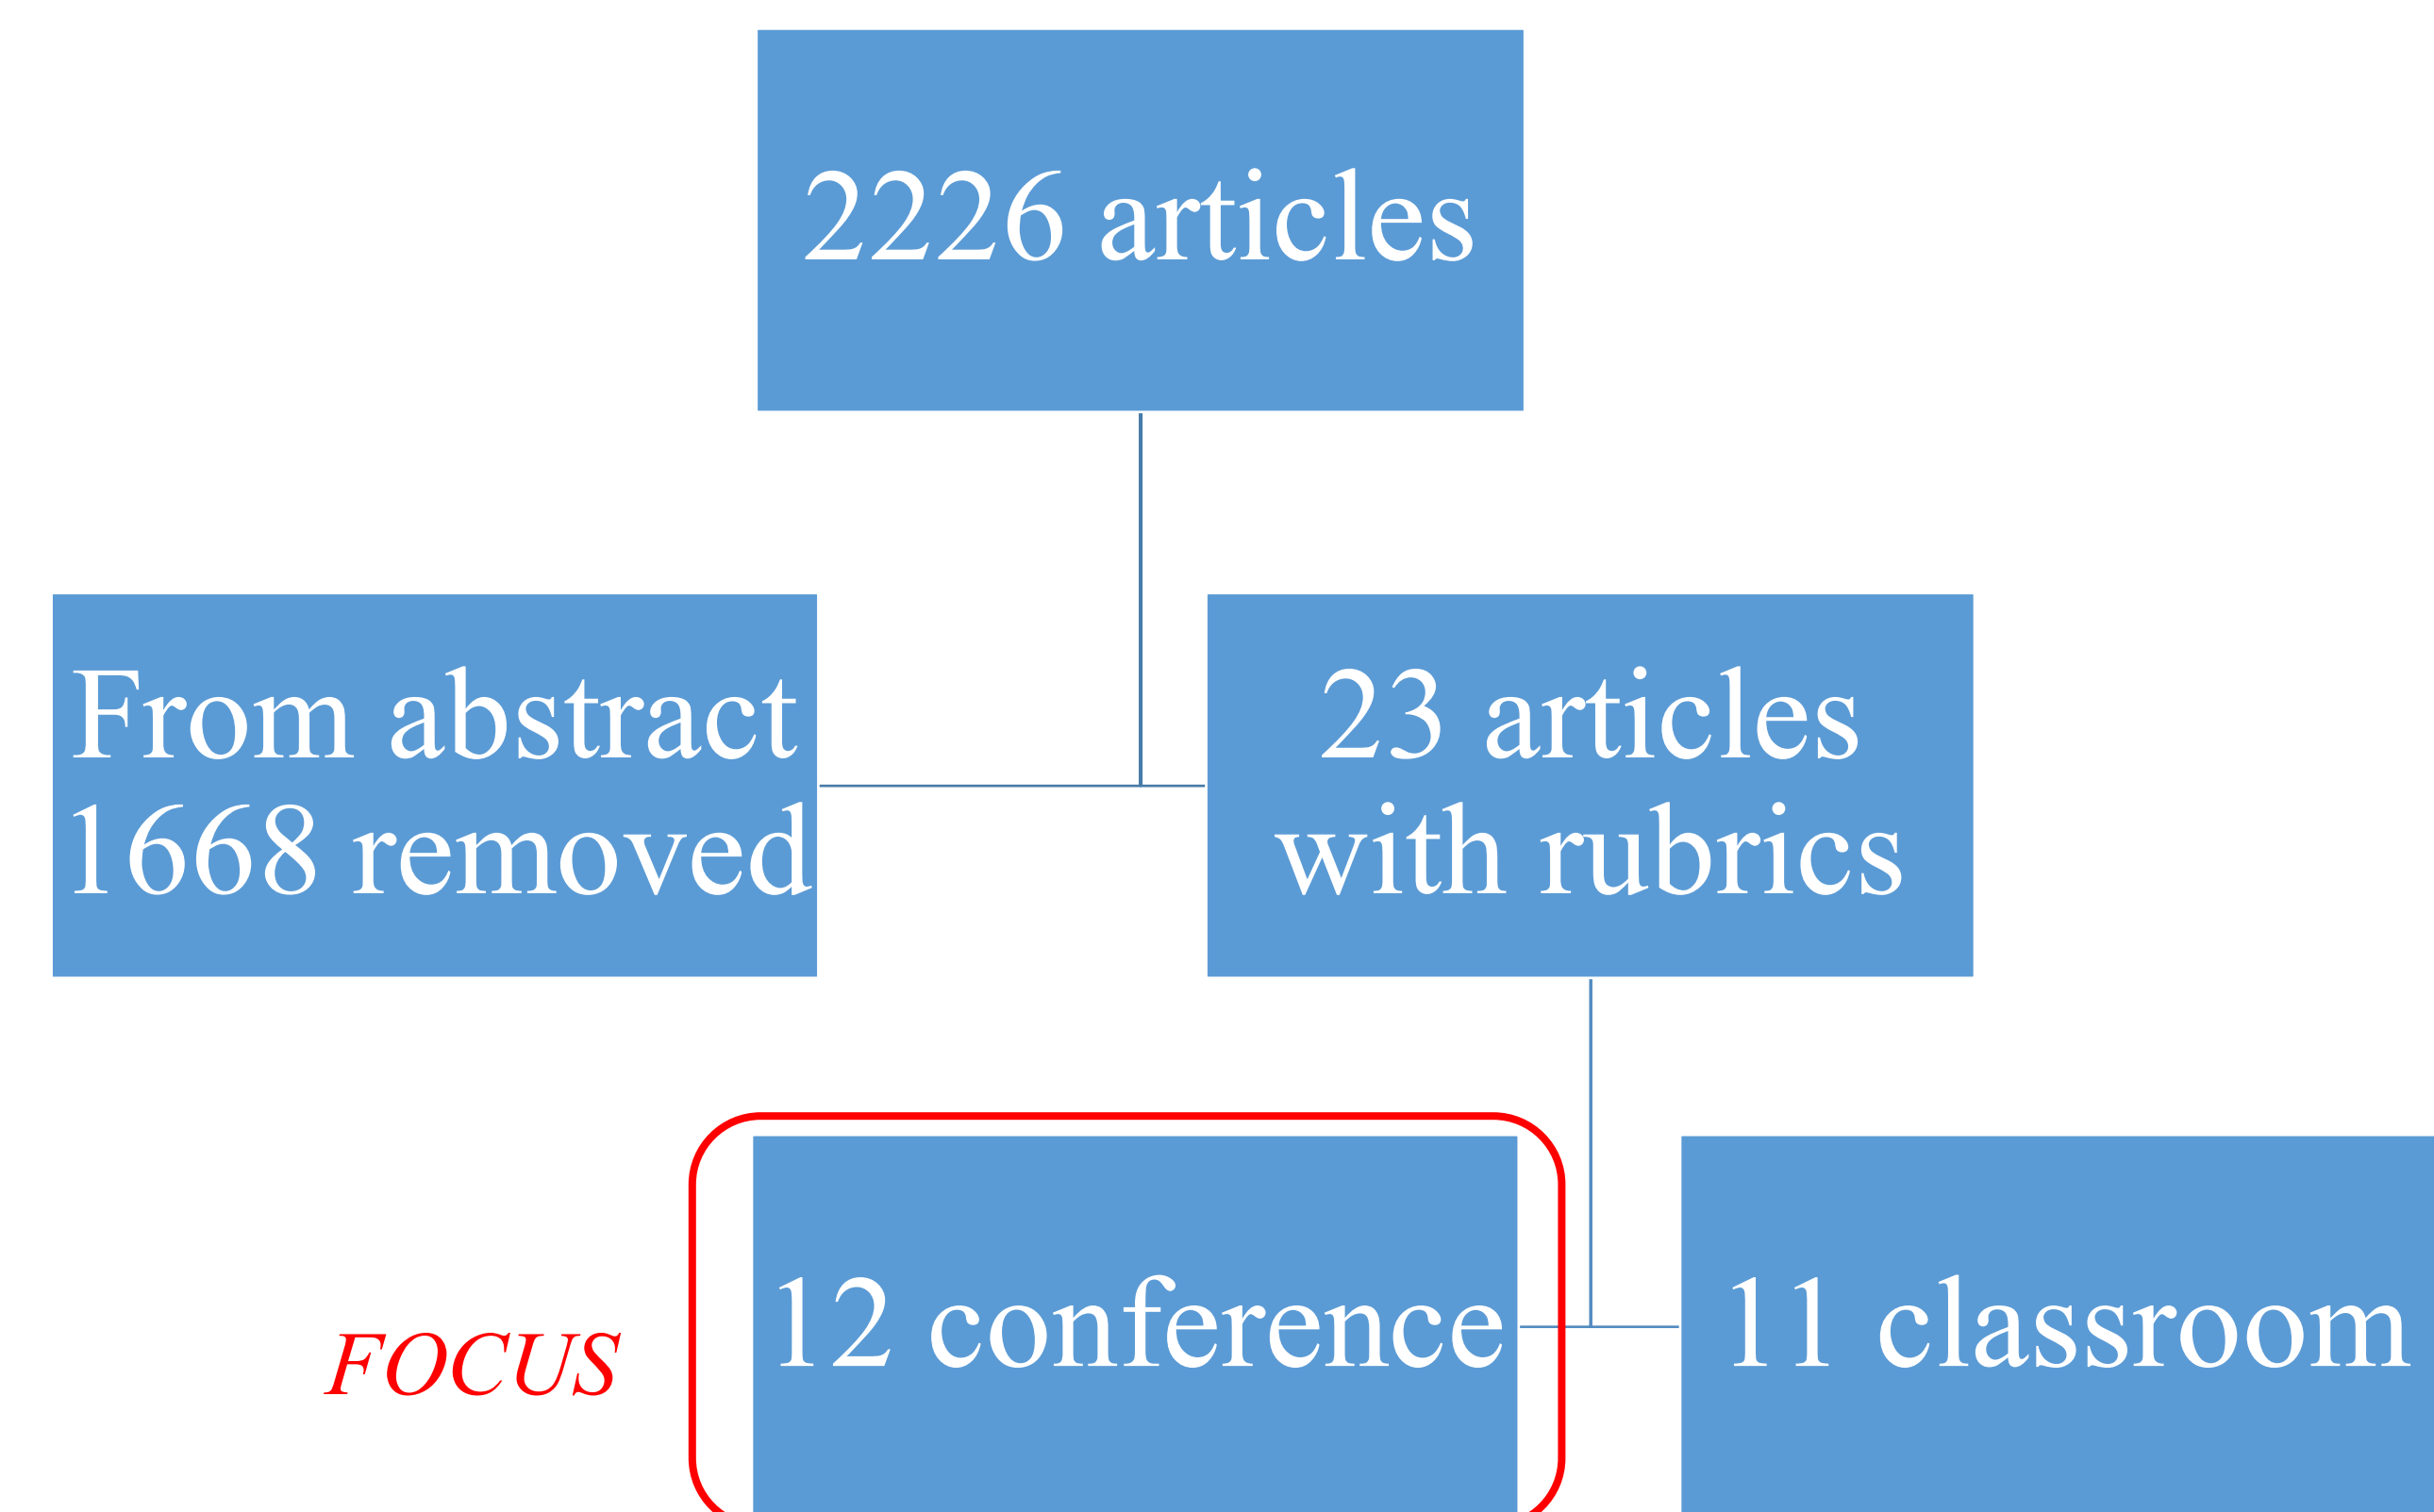 2226 articles
From abstract
1668 removed
23 articles
with rubrics
FOCUS
12 conference
11 classroom